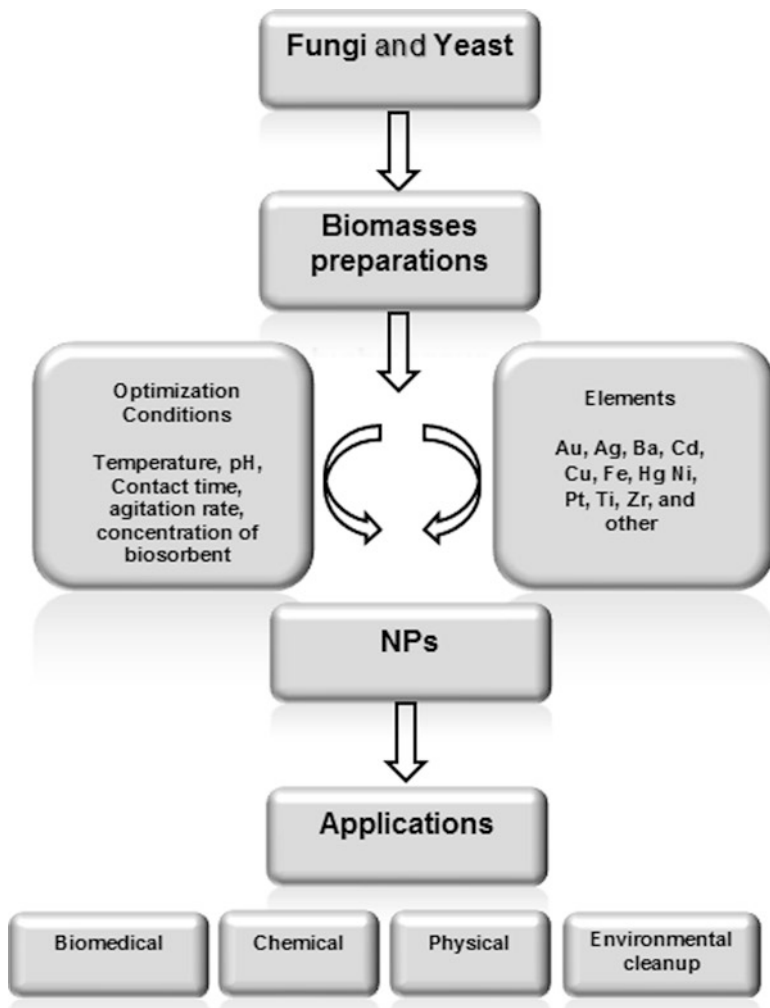 Fungi and Yeast
Biomasses
preparations
Optimization
Conditions
Temperature, pH,
Contact time,
agitation rate,
concentration of
biosorbent
Elements
Au, Ag, Ba, Cd,
Cu, Fe, Hg Ni,
Pt, Ti, Zr, and
other
NPs
Applications
Biomedical
Chemical
Physical
Environmental
cleanup